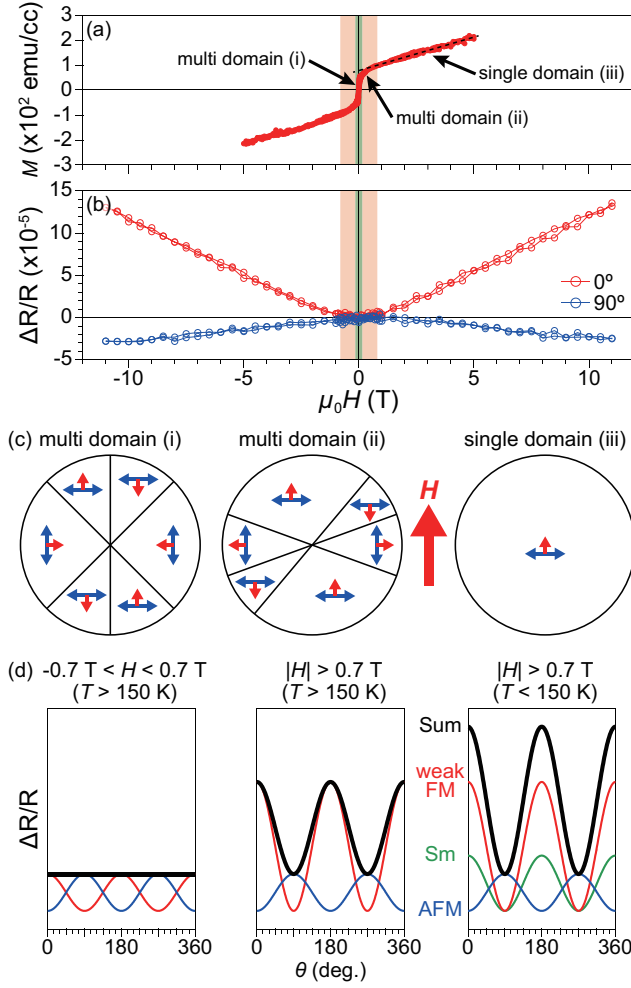 (a)
M (x10² emu/cc)
3
2
1
0
-1
-2
-3
multi domain (i)
single domain (iii)
multi domain (ii)
(b)
ΔR/R (x10⁻⁵)
15
10
5
0
-5
0º
90º
-10 -5 0 5 10
μ₀H (T)
(c) multi domain (i) multi domain (ii) single domain (iii)
H
(d) -0.7 T < H < 0.7 T |H| > 0.7 T |H| > 0.7 T
(T > 150 K) (T > 150 K) (T < 150 K)
ΔR/R
Sum
weak
FM
Sm
AFM
0 180 360 0 180 360 0 180 360
θ (deg.)